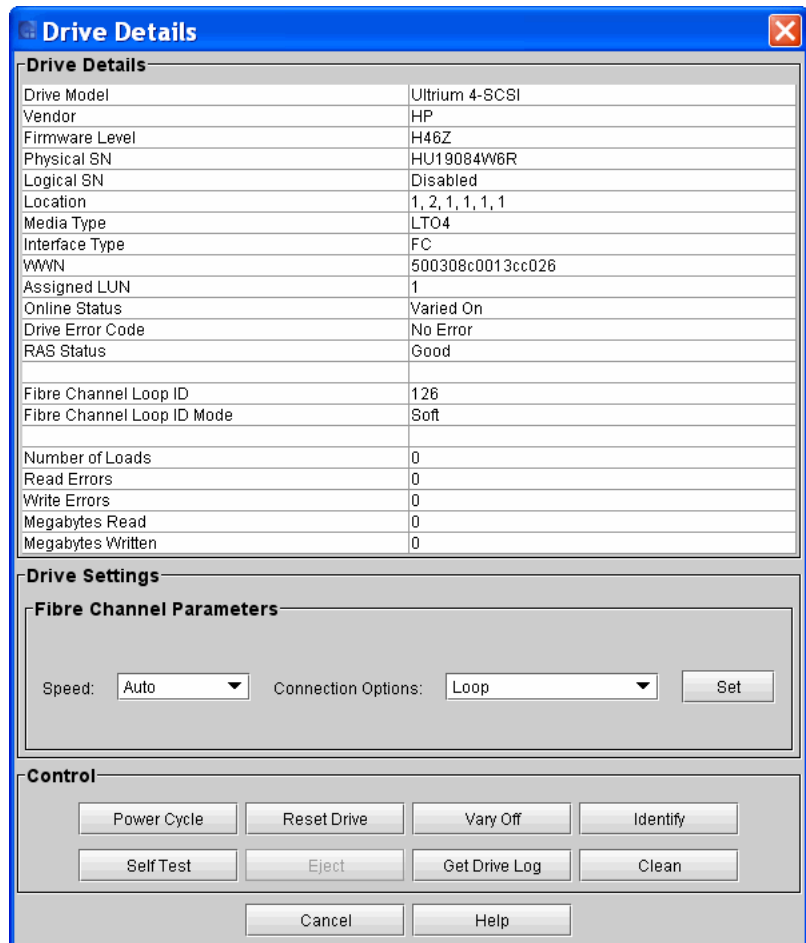 Drive Details
Drive Details
Drive Model Ultrium 4-SCSI
Vendor HP
Firmware Level H46Z
Physical SN HU19084W6R
Logical SN Disabled
Location 1, 2, 1, 1, 1, 1
Media Type LTO4
Interface Type FC
WWN 500308c0013cc026
Assigned LUN 1
Online Status Varied On
Drive Error Code No Error
RAS Status Good
Fibre Channel Loop ID 126
Fibre Channel Loop ID Mode Soft
Number of Loads 0
Read Errors 0
Write Errors 0
Megabytes Read 0
Megabytes Written 0
Drive Settings
Fibre Channel Parameters
Speed: Auto Connection Options: Loop Set
Control
Power Cycle Reset Drive Vary Off Identify
Self Test Eject Get Drive Log Clean
Cancel Help